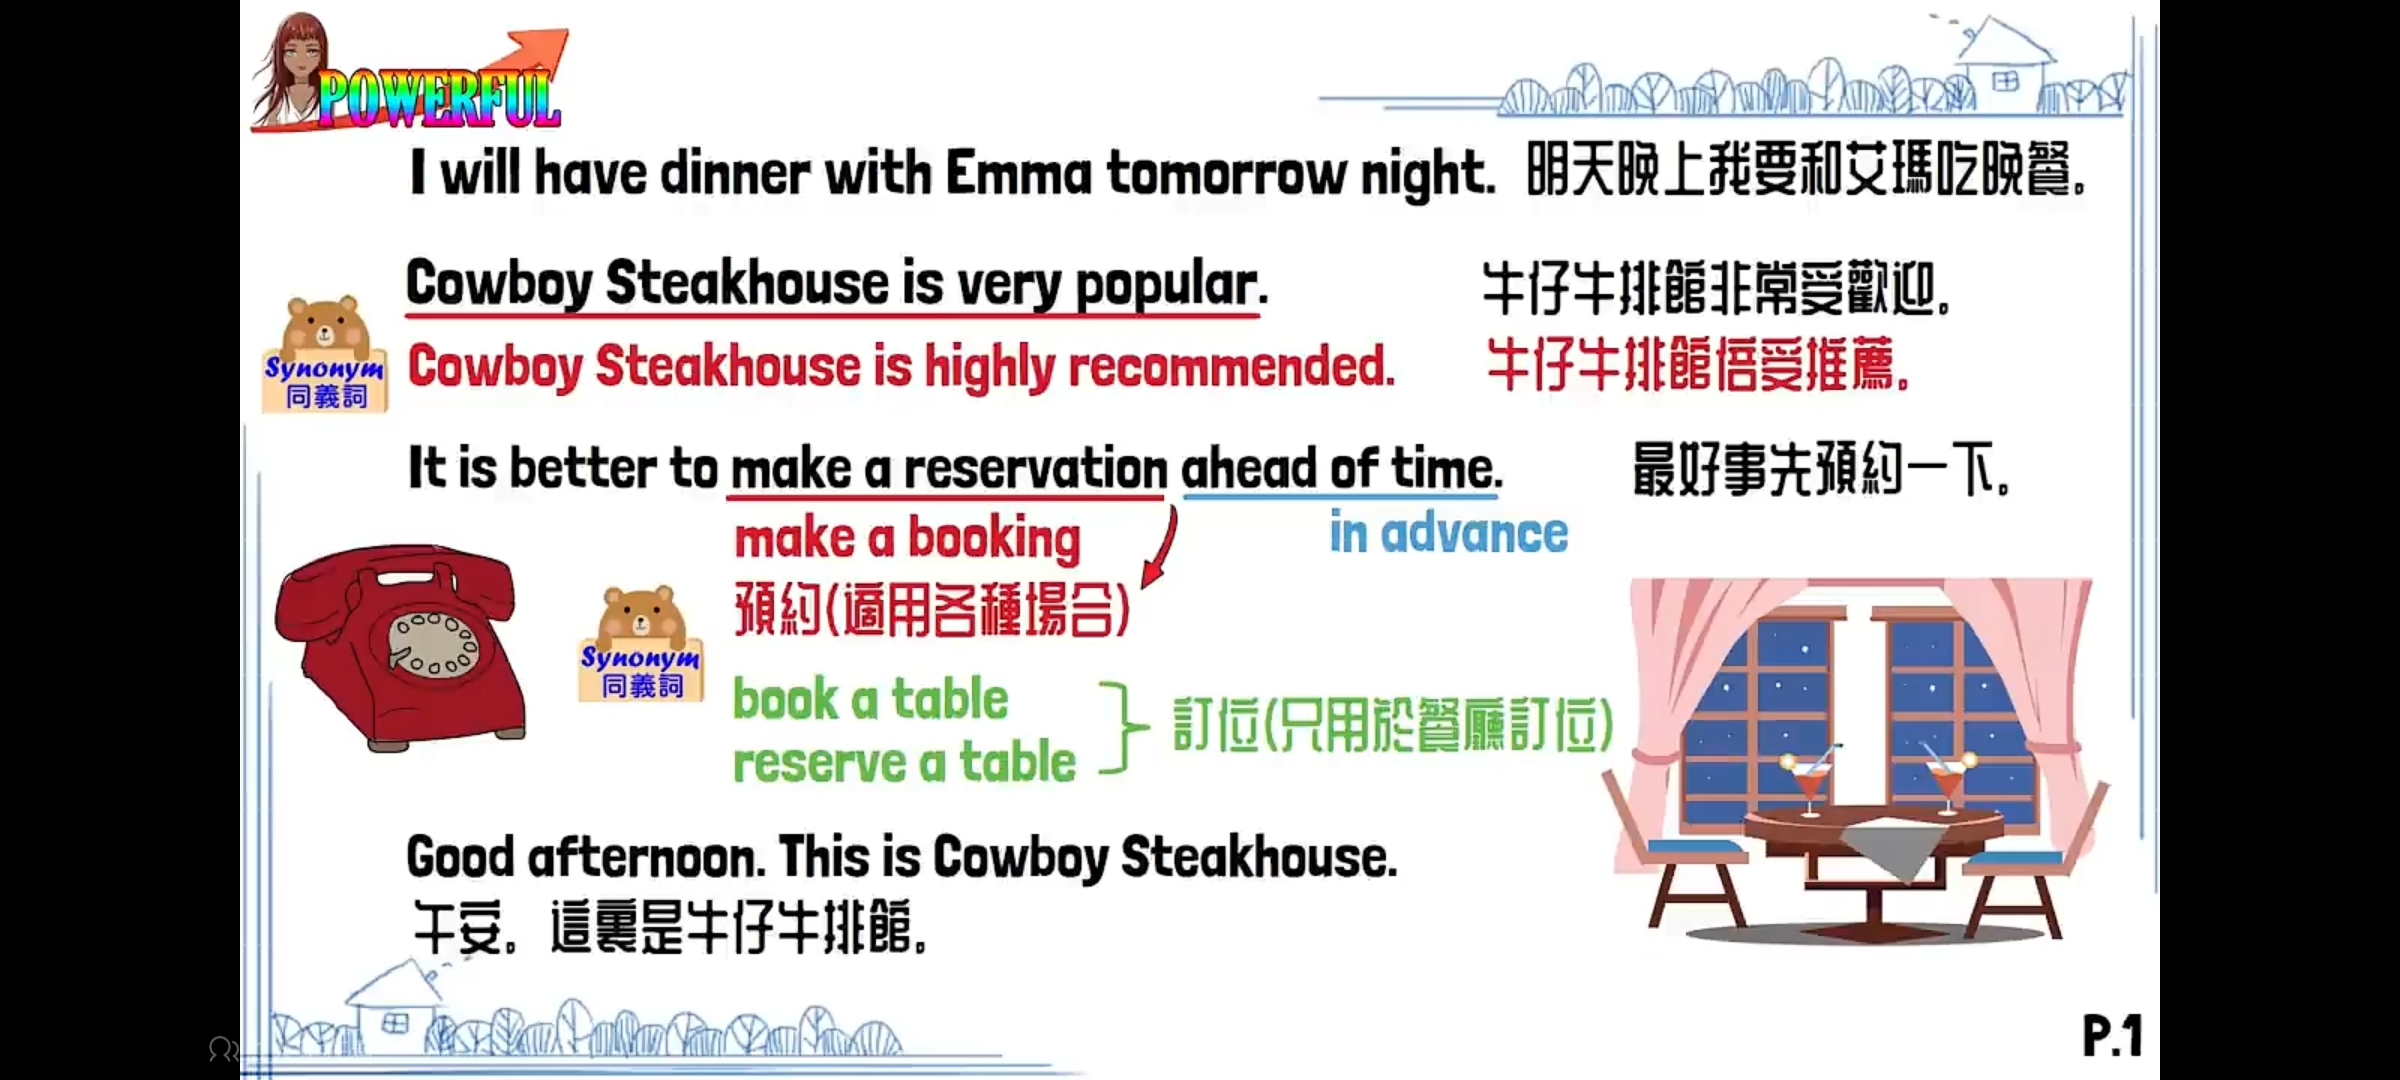 POWERFUL
I will have dinner with Emma tomorrow night. 明天晚上我要和艾瑪吃晚餐。
Cowboy Steakhouse is very popular. 牛仔牛排館非常受歡迎。
Synonym
同義詞
Cowboy Steakhouse is highly recommended. 牛仔牛排館倍受推薦。
It is better to make a reservation ahead of time. 最好事先預約一下。
make a booking
in advance
預約(適用各種場合)
Synonym
同義詞
book a table
reserve a table
訂位(只用於餐廳訂位)
Good afternoon. This is Cowboy Steakhouse.
午安。這裏是牛仔牛排館。
P.1